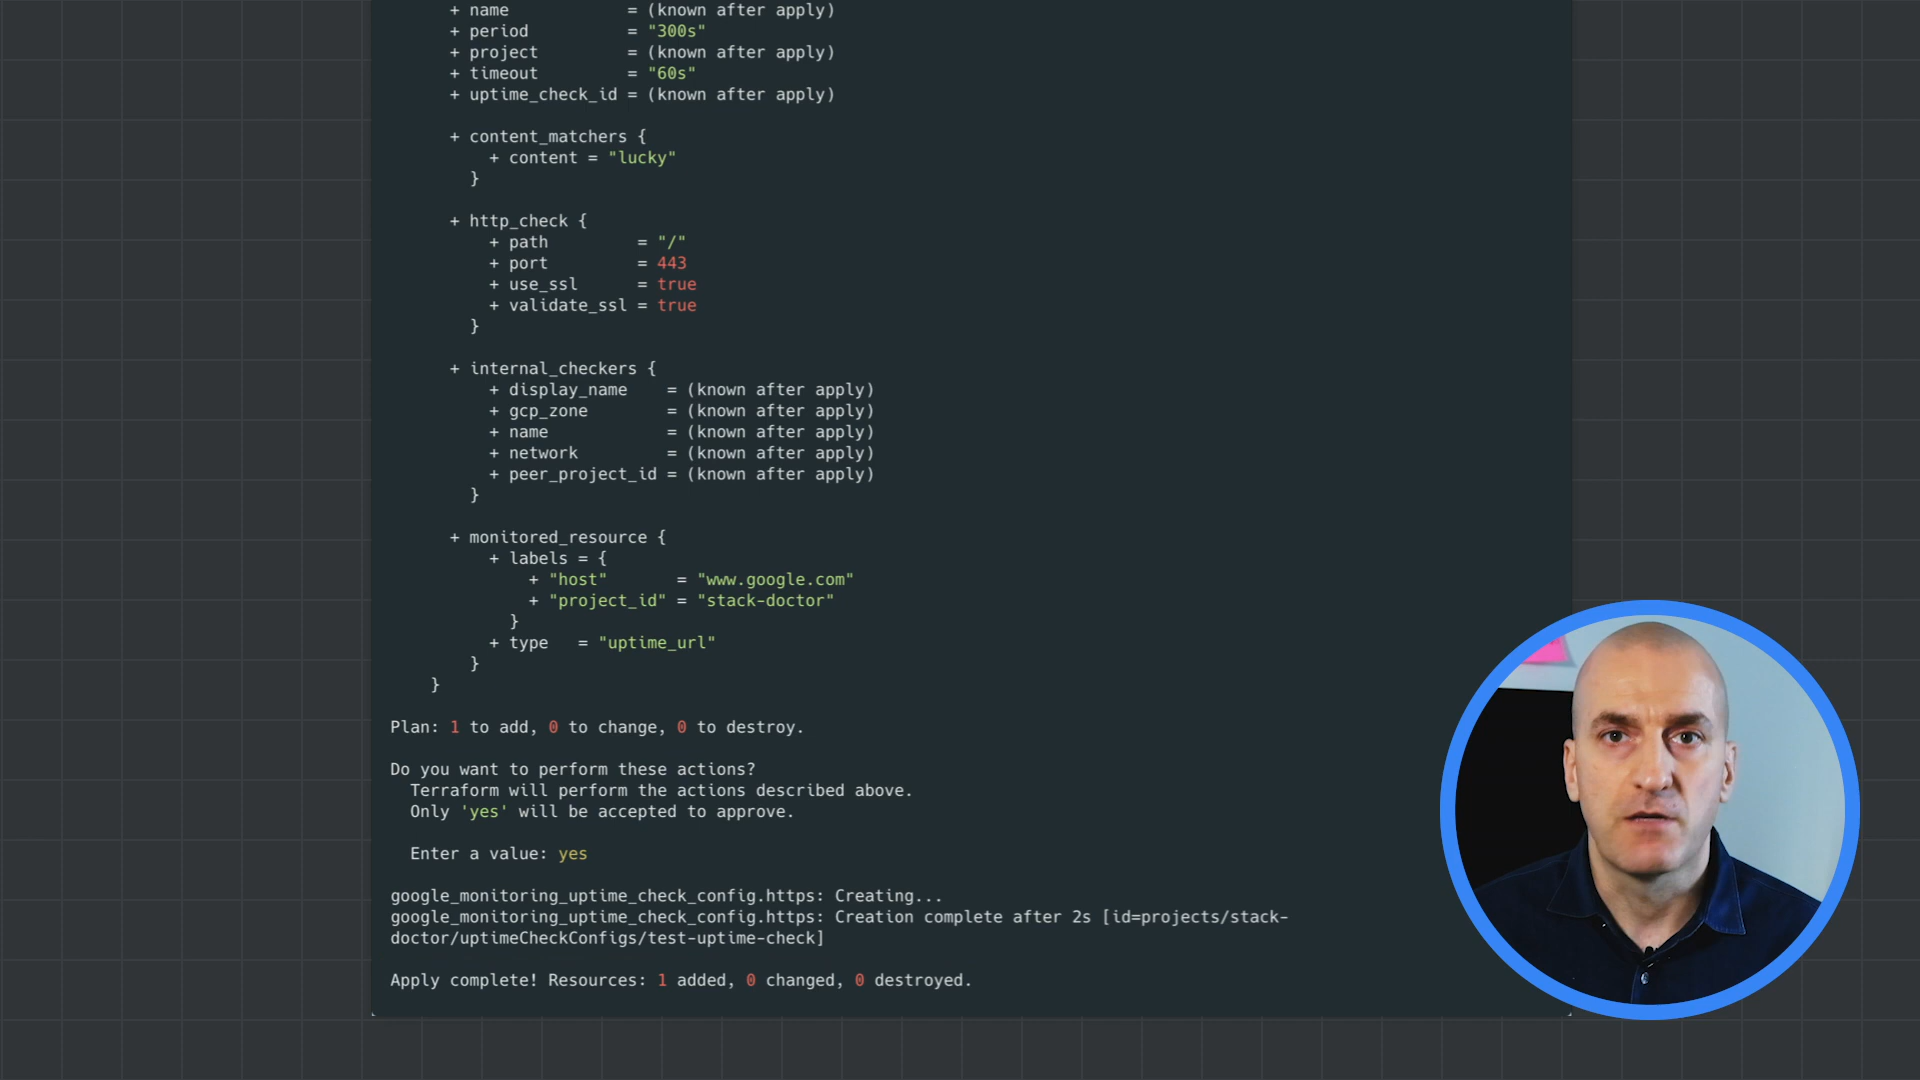 + name            = (known after apply)
+ period          = "300s"
+ project         = (known after apply)
+ timeout         = "60s"
+ uptime_check_id = (known after apply)
+ content_matchers {
+ content = "lucky"
}
+ http_check {
+ path         = "/"
+ port         = 443
+ use_ssl      = true
+ validate_ssl = true
}
+ internal_checkers {
+ display_name    = (known after apply)
+ gcp_zone        = (known after apply)
+ name            = (known after apply)
+ network         = (known after apply)
+ peer_project_id = (known after apply)
}
+ monitored_resource {
+ labels = {
+ "host"       = "www.google.com"
+ "project_id" = "stack-doctor"
}
+ type   = "uptime_url"
}
}
Plan: 1 to add, 0 to change, 0 to destroy.
Do you want to perform these actions?
Terraform will perform the actions described above.
Only 'yes' will be accepted to approve.
Enter a value: yes
google_monitoring_uptime_check_config.https: Creating...
google_monitoring_uptime_check_config.https: Creation complete after 2s [id=projects/stack-
doctor/uptimeCheckConfigs/test-uptime-check]
Apply complete! Resources: 1 added, 0 changed, 0 destroyed.